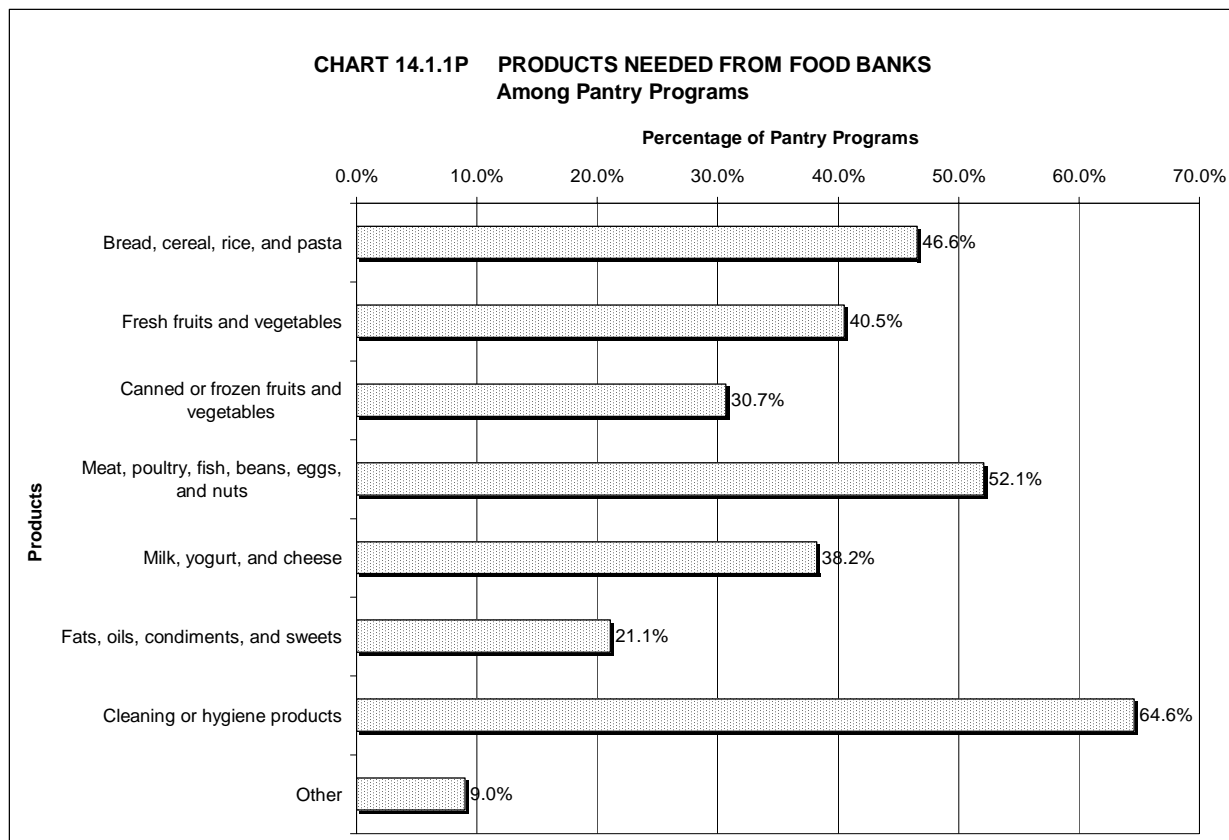 CHART 14.1.1P PRODUCTS NEEDED FROM FOOD BANKS
Among Pantry Programs
Percentage of Pantry Programs
0.0% 10.0% 20.0% 30.0% 40.0% 50.0% 60.0% 70.0%
Products
Bread, cereal, rice, and pasta 46.6%
Fresh fruits and vegetables 40.5%
Canned or frozen fruits and
vegetables 30.7%
Meat, poultry, fish, beans, eggs,
and nuts 52.1%
Milk, yogurt, and cheese 38.2%
Fats, oils, condiments, and sweets 21.1%
Cleaning or hygiene products 64.6%
Other 9.0%